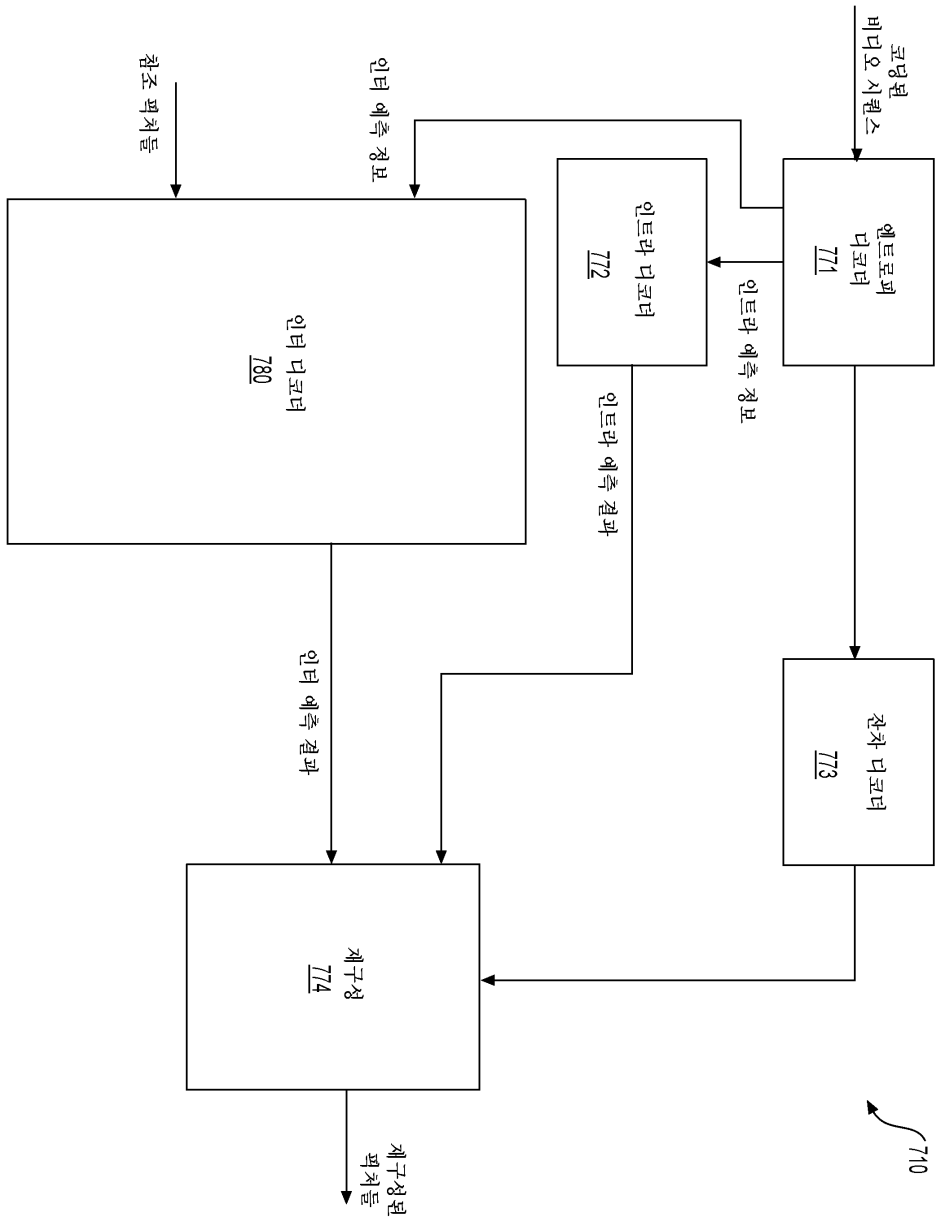 코딩된
비디오 시퀀스
엔트로피
디코더
771
잔차 디코더
773
710
인트라 예측 정보
인트라 디코더
772
인트라 예측 결과
인터 예측 정보
참조 픽처들
인터 디코더
780
인터 예측 결과
재구성
774
재구성된
픽처들